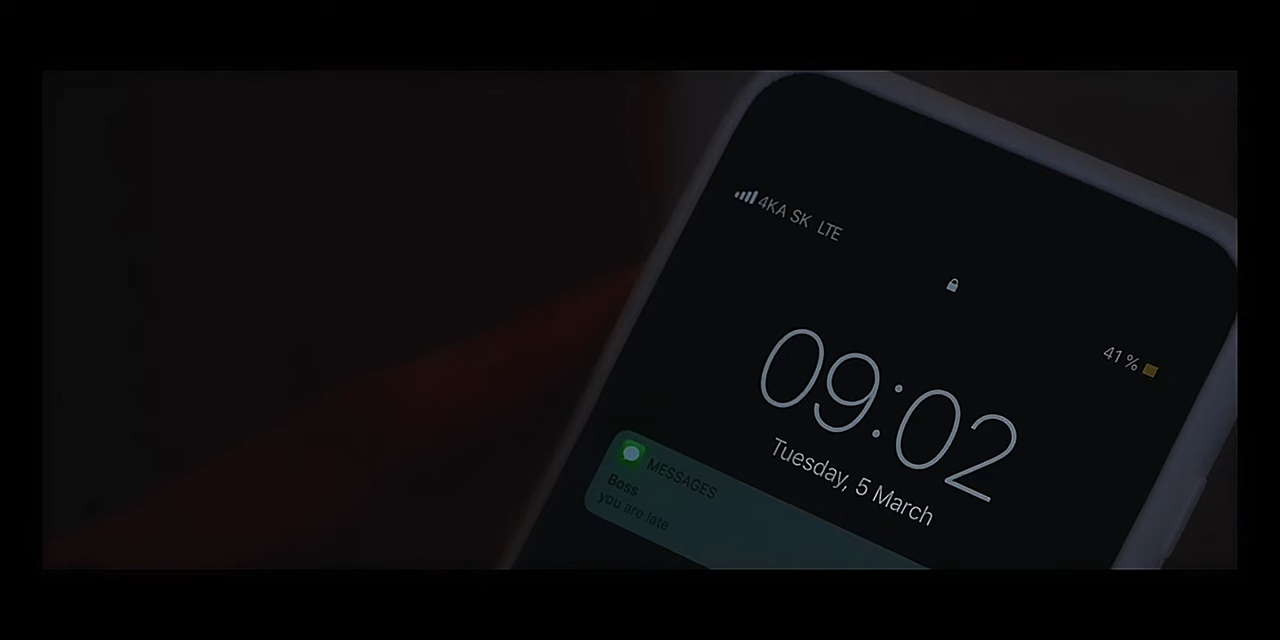 4KA SK LTE
41 %
09:02
Tuesday, 5 March
MESSAGES
Boss
you are late